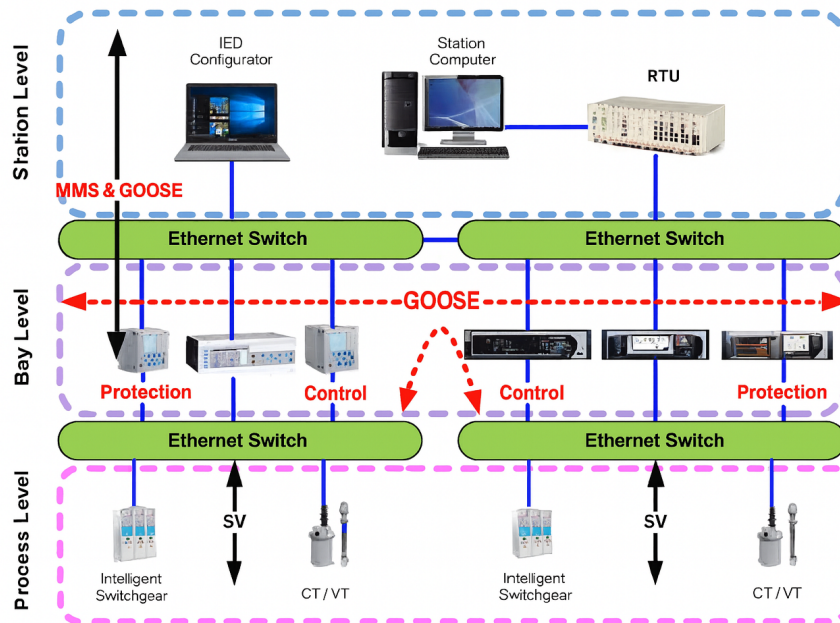 Station Level
IED
Configurator
Station
Computer
RTU
MMS & GOOSE
Ethernet Switch
Ethernet Switch
Bay Level
GOOSE
Protection
Control
Control
Protection
Ethernet Switch
Ethernet Switch
Process Level
SV
SV
Intelligent
Switchgear
CT / VT
Intelligent
Switchgear
CT / VT